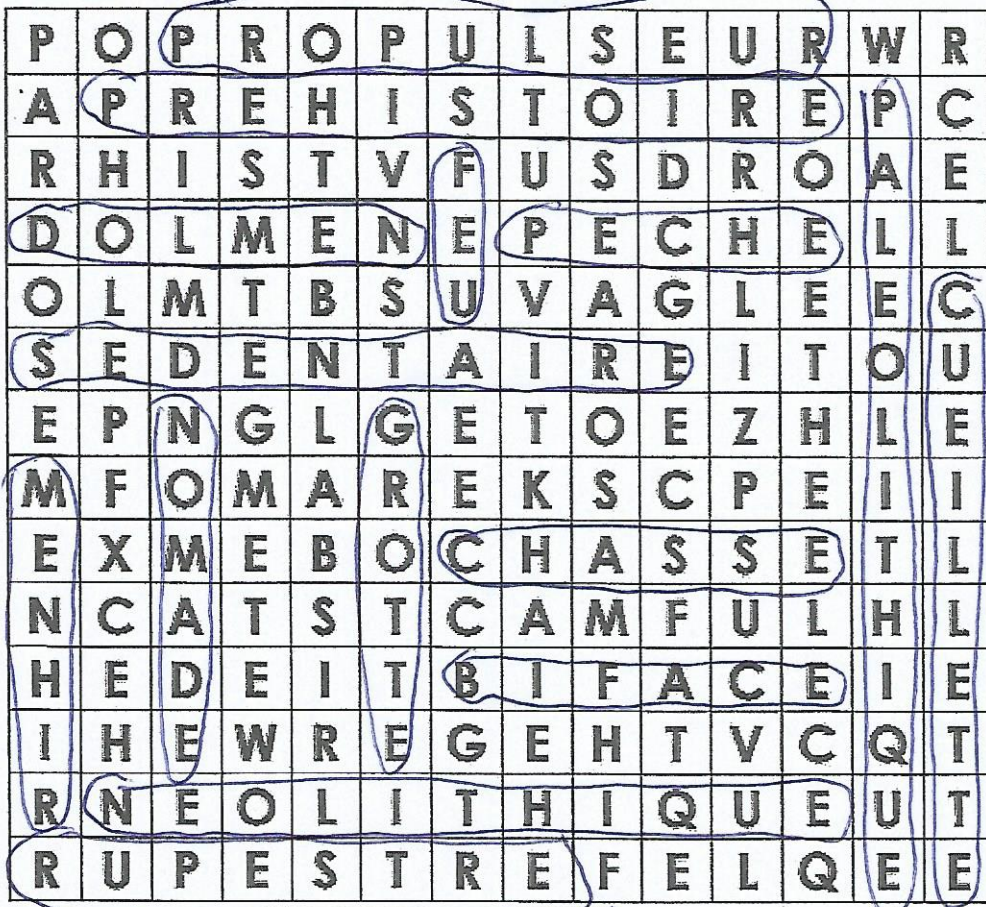 P O P R O P U L S E U R W R
A P R E H I S T O I R E P C
R H I S T V F U S D R O A E
D O L M E N E P E C H E L L
O L M T B S U V A G L E E C
S E D E N T A I R E I T O U
E P N G L G E T O E Z H L E
M F O M A R E K S C P E I I
E X M E B O C H A S S E T L
N C A T S T C A M F U L H L
H E D E I T B I F A C E I E
I H E W R E G E H T V C Q T
R N E O L I T H I Q U E U T
R U P E S T R E F E L Q E E